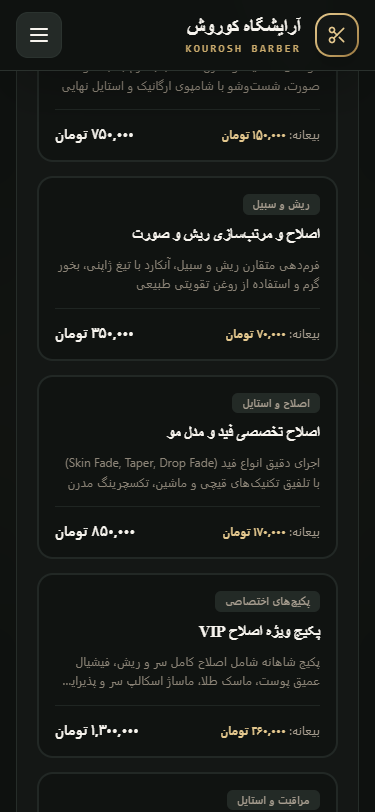 آرایشگاه کوروش
KOUROSH BARBER
صورت، شست‌وشو با شامپوی ارگانیک و استایل نهایی
بیعانه: ۱۵۰,۰۰۰ تومان
۷۵۰,۰۰۰ تومان
ریش و سبیل
اصلاح و مرتب‌سازی ریش و صورت
فرم‌دهی متقارن ریش و سبیل، آنکارد با تیغ ژاپنی، بخور
گرم و استفاده از روغن تقویتی طبیعی
بیعانه: ۷۰,۰۰۰ تومان
۳۵۰,۰۰۰ تومان
اصلاح و استایل
اصلاح تخصصی فید و مدل مو
اجرای دقیق انواع فید (Skin Fade, Taper, Drop Fade)
با تلفیق تکنیک‌های قیچی و ماشین، تکسچرینگ مدرن
بیعانه: ۱۷۰,۰۰۰ تومان
۸۵۰,۰۰۰ تومان
پکیج‌های اختصاصی
پکیج ویژه اصلاح VIP
پکیج شاهانه شامل اصلاح کامل سر و ریش، فیشیال
عمیق پوست، ماسک طلا، ماساژ اسکالپ سر و پذیرایـ...
بیعانه: ۲۶۰,۰۰۰ تومان
۱,۳۰۰,۰۰۰ تومان
مراقبت و استایل